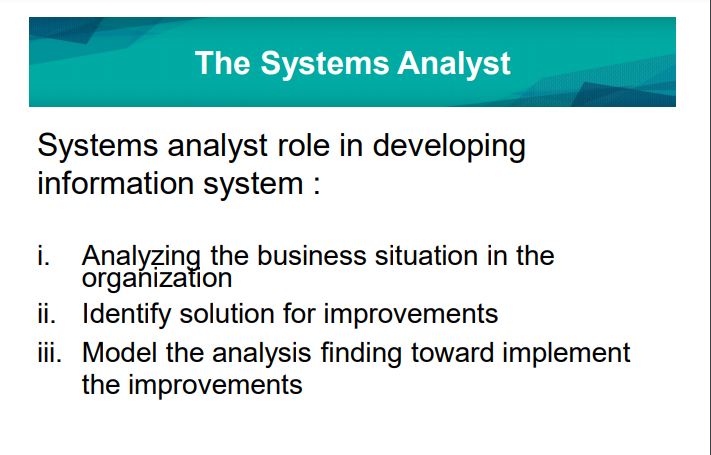 The Systems Analyst
Systems analyst role in developing
information system :
i. Analyzing the business situation in the
organization
ii. Identify solution for improvements
iii. Model the analysis finding toward implement
the improvements